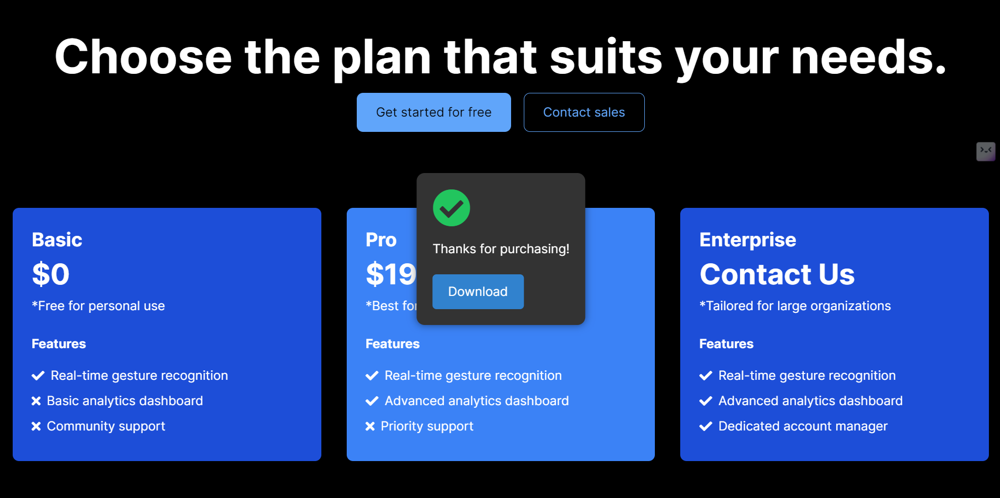 Choose the plan that suits your needs.
Get started for free
Contact sales
Basic
$0
*Free for personal use
Features
Real-time gesture recognition
Basic analytics dashboard
Community support
Pro
$19
*Best for
Features
Real-time gesture recognition
Advanced analytics dashboard
Priority support
Thanks for purchasing!
Download
Enterprise
Contact Us
*Tailored for large organizations
Features
Real-time gesture recognition
Advanced analytics dashboard
Dedicated account manager